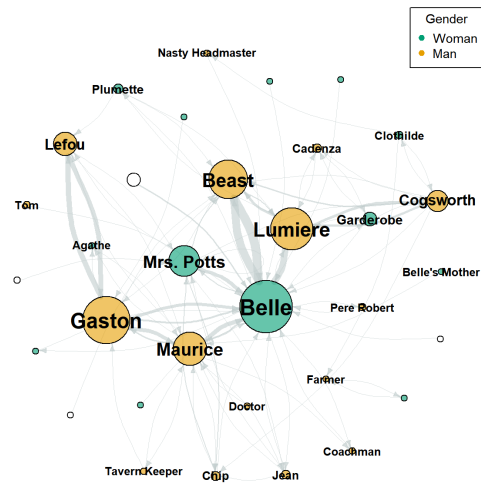 Gender
Woman
Man
Nasty Headmaster
Plumette
Lefou
Cadenza
Clothilde
Beast
Cogsworth
Tom
Garderobe
Lumiere
Agathe
Mrs. Potts
Belle's Mother
Belle
Pere Robert
Gaston
Maurice
Farmer
Doctor
Coachman
Tavern Keeper
Chip
Jean